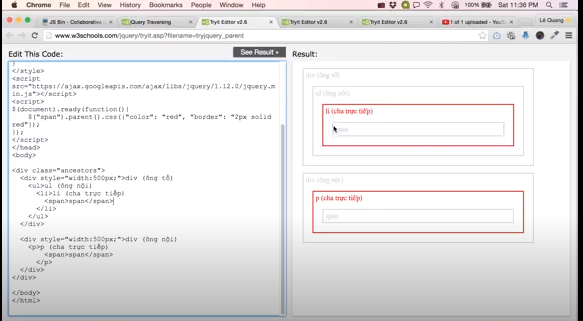 Chrome File Edit View History Bookmarks People Window Help 100% Sat 11:36 PM
JS Bin - Collaborative jQuery Traversing Tryit Editor v2.6 Tryit Editor v2.6 Tryit Editor v2.6 1 of 1 uploaded - YouT Lê Quang
www.w3schools.com/jquery/tryit.asp?filename=tryjquery_parent
Edit This Code:
See Result »
Result:
}
</style>
<script
src="https://ajax.googleapis.com/ajax/libs/jquery/1.12.0/jquery.m
in.js"></script>
<script>
$(document).ready(function(){
$("span").parent().css({"color": "red", "border": "2px solid
red"});
});
</script>
</head>
<body>
<div class="ancestors">
<div style="width:500px;">div (ông tổ)
<ul>ul (ông nội)
<li>li (cha trực tiếp)
<span>span</span>
</li>
</ul>
</div>
<div style="width:500px;">div (ông nội)
<p>p (cha trực tiếp)
<span>span</span>
</p>
</div>
</div>
</body>
</html>
div (ông tổ)
ul (ông nội)
li (cha trực tiếp)
span
div (ông nội)
p (cha trực tiếp)
span